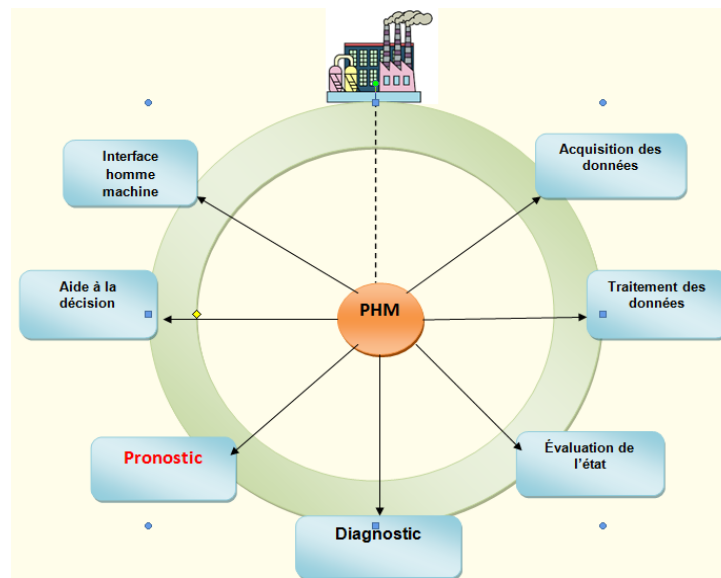 Interface
homme
machine
Acquisition des
données
Aide à la
décision
PHM
Traitement des
données
Pronostic
Évaluation de
l'état
Diagnostic